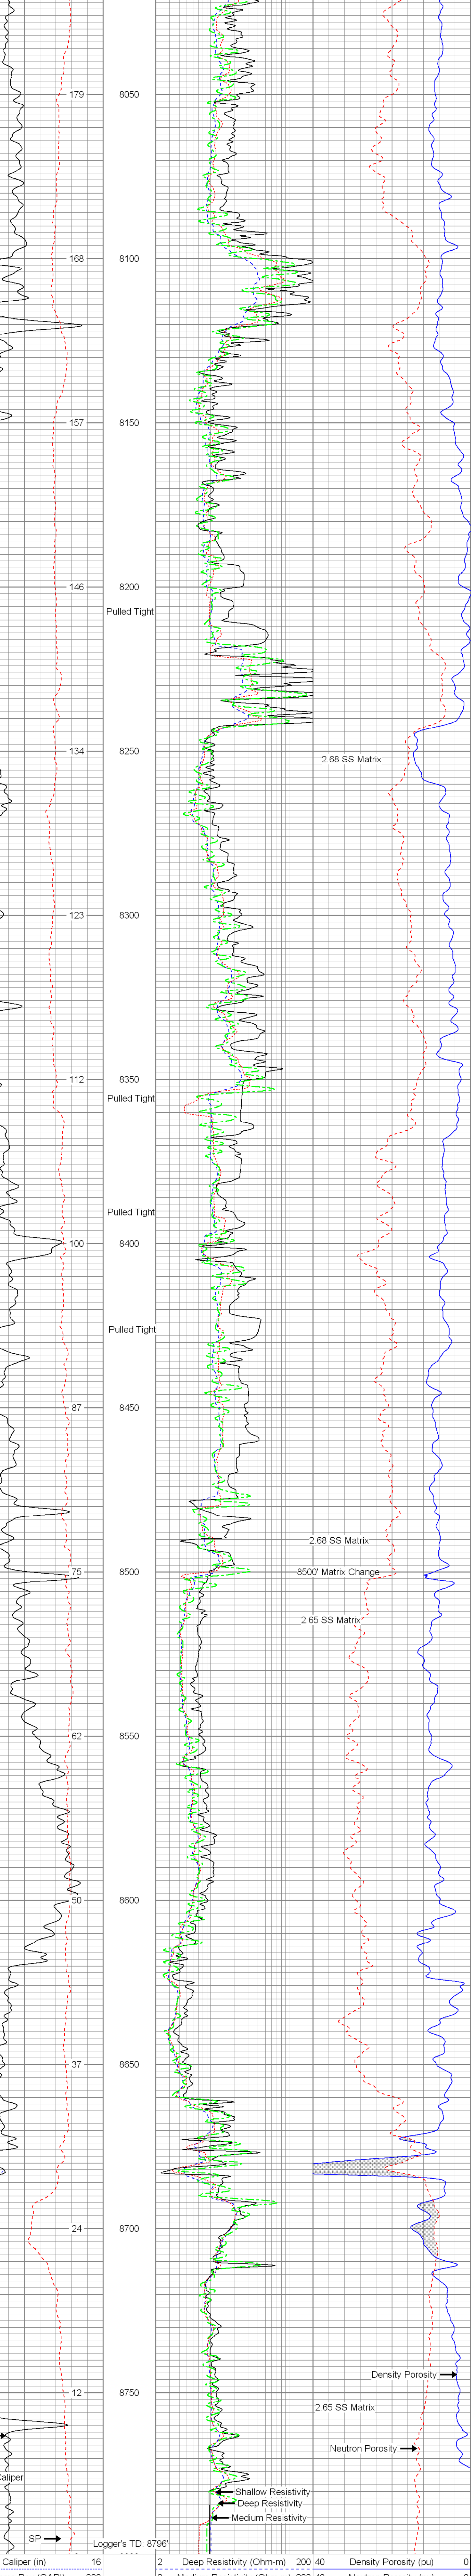 179 8050
168 8100
157 8150
146 8200
Pulled Tight
134 8250
2.68 SS Matrix
123 8300
112 8350
Pulled Tight
Pulled Tight
100 8400
Pulled Tight
87 8450
2.68 SS Matrix
75 8500 8500' Matrix Change
2.65 SS Matrix
62 8550
50 8600
37 8650
24 8700
Density Porosity
12 8750
2.65 SS Matrix
Neutron Porosity
Caliper
Shallow Resistivity
Deep Resistivity
Medium Resistivity
SP
Logger's TD: 8796'
Caliper (in) 16 2 Deep Resistivity (Ohm-m) 200 40 Density Porosity (pu)